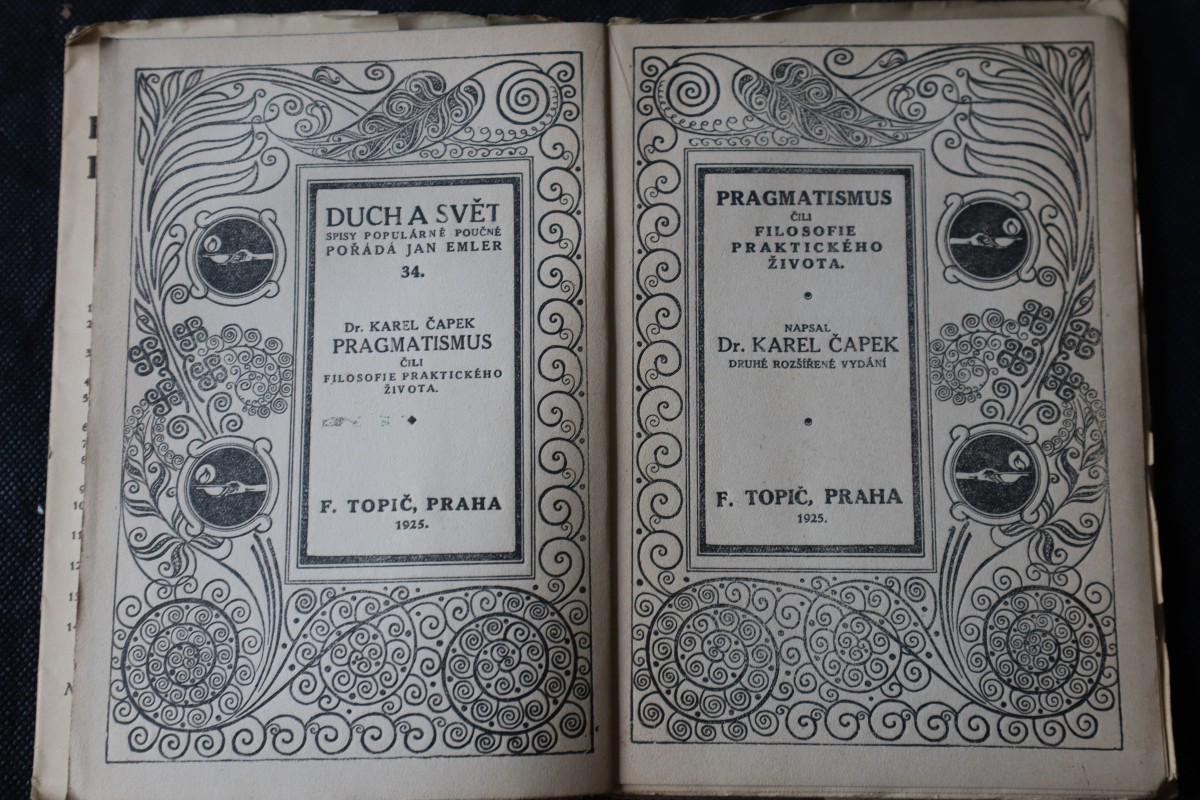 DUCH A SVĚT
SPISY POPULÁRNĚ POUČNÉ
POŘÁDÁ JAN EMLER
34.
Dr. KAREL ČAPEK
PRAGMATISMUS
ČILI
FILOSOFIE PRAKTICKÉHO
ŽIVOTA.
F. TOPIČ, PRAHA
1925.
PRAGMATISMUS
ČILI
FILOSOFIE
PRAKTICKÉHO
ŽIVOTA.
NAPSAL
Dr. KAREL ČAPEK
DRUHÉ ROZŠÍŘENÉ VYDÁNÍ
F. TOPIČ, PRAHA
1925.